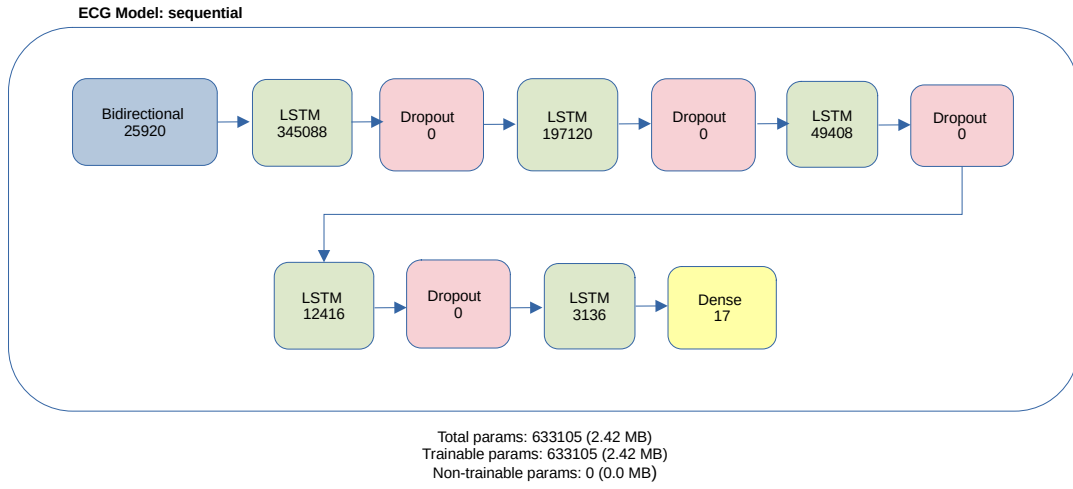 ECG Model: sequential
Bidirectional
25920
LSTM
345088
Dropout
0
LSTM
197120
Dropout
0
LSTM
49408
Dropout
0
LSTM
12416
Dropout
0
LSTM
3136
Dense
17
Total params: 633105 (2.42 MB)
Trainable params: 633105 (2.42 MB)
Non-trainable params: 0 (0.0 MB)